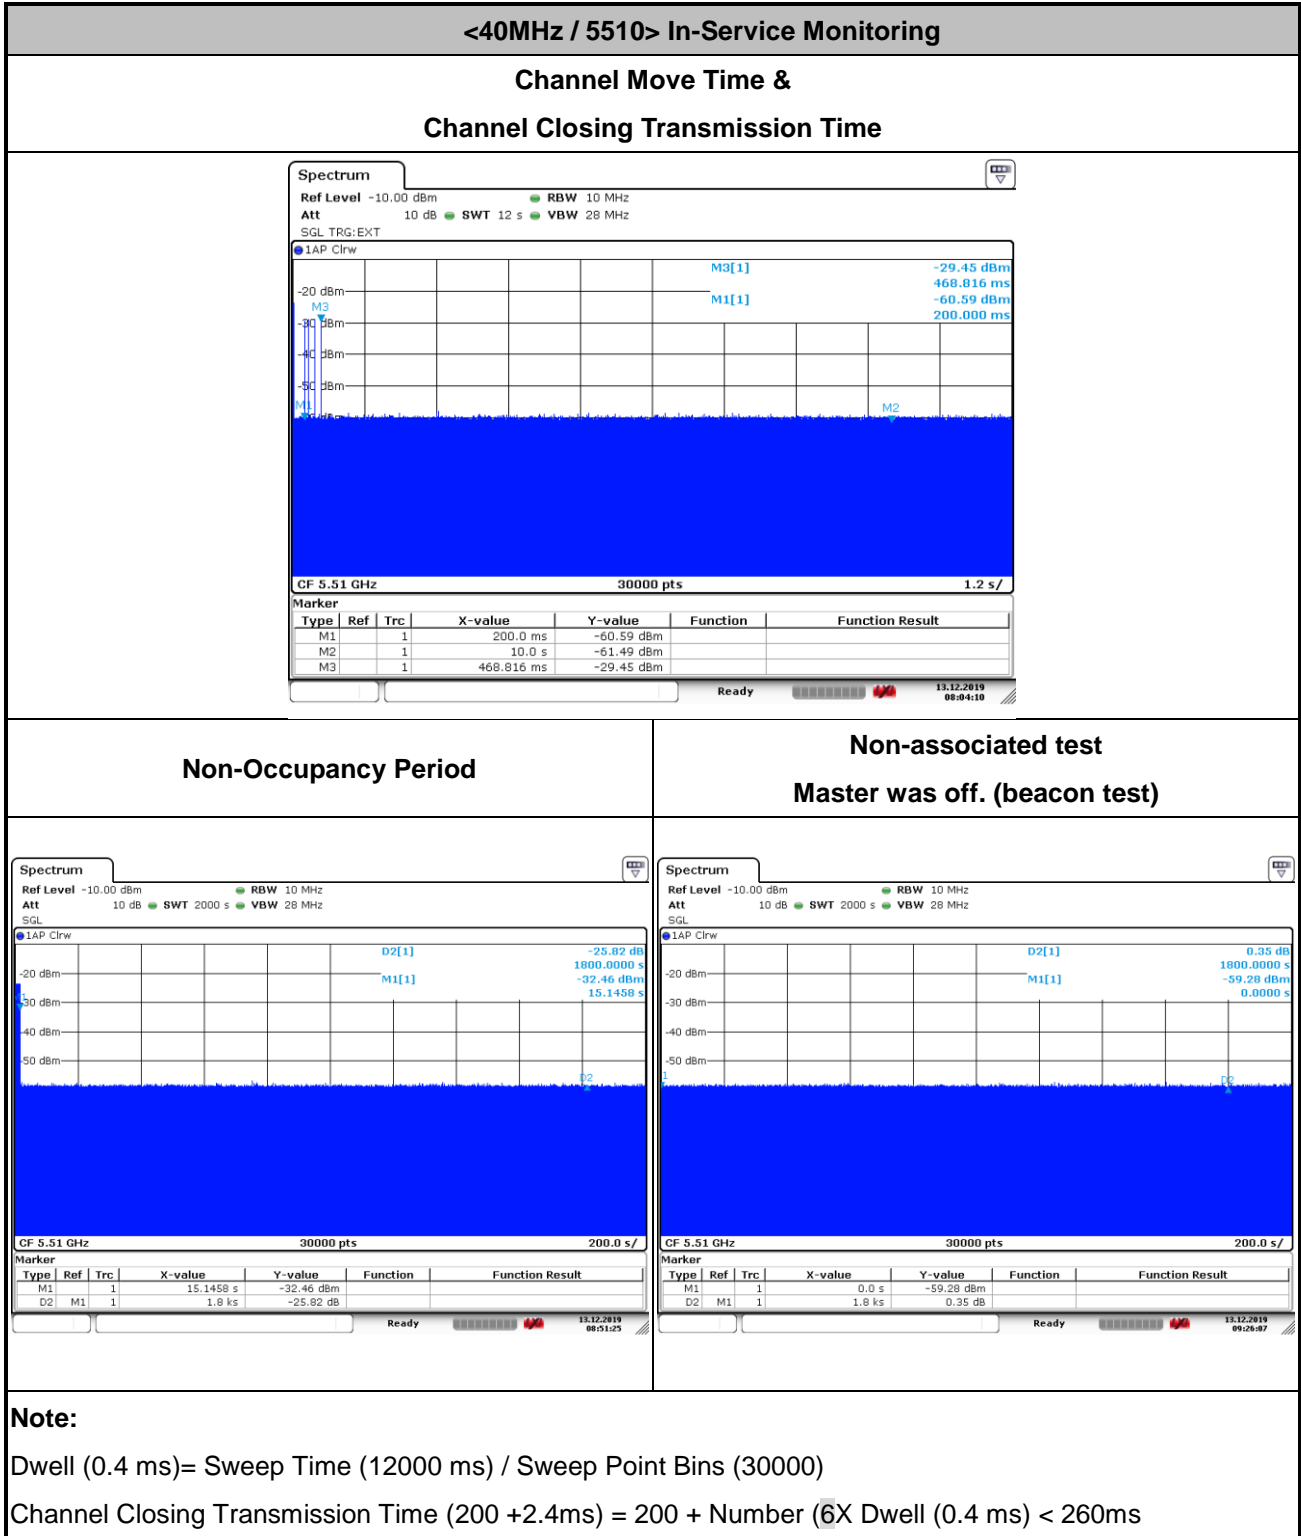 <40MHz / 5510> In-Service Monitoring
Channel Move Time &
Channel Closing Transmission Time
Spectrum
Ref Level -10.00 dBm RBW 10 MHz
Att 10 dB SWT 12 s VBW 28 MHz
SGL TRG:EXT
1AP Clrw
M3[1] -29.45 dBm
468.816 ms
M1[1] -60.59 dBm
200.000 ms
-20 dBm
M3
-30 dBm
-40 dBm
-50 dBm
M1
M2
CF 5.51 GHz 30000 pts 1.2 s/
Marker
Type Ref Trc X-value Y-value Function Function Result
M1 1 200.0 ms -60.59 dBm
M2 1 10.0 s -61.49 dBm
M3 1 468.816 ms -29.45 dBm
Ready 13.12.2019
08:04:10
Non-Occupancy Period
Non-associated test
Master was off. (beacon test)
Spectrum
Ref Level -10.00 dBm RBW 10 MHz
Att 10 dB SWT 2000 s VBW 28 MHz
SGL
1AP Clrw
D2[1] -25.82 dB
1800.0000 s
M1[1] -32.46 dBm
15.1458 s
-20 dBm
-30 dBm
-40 dBm
-50 dBm
D2
CF 5.51 GHz 30000 pts 200.0 s/
Marker
Type Ref Trc X-value Y-value Function Function Result
M1 1 15.1458 s -32.46 dBm
D2 M1 1 1.8 ks -25.82 dB
Ready 13.12.2019
08:51:25
Spectrum
Ref Level -10.00 dBm RBW 10 MHz
Att 10 dB SWT 2000 s VBW 28 MHz
SGL
1AP Clrw
D2[1] 0.35 dB
1800.0000 s
M1[1] -59.28 dBm
0.0000 s
-20 dBm
-30 dBm
-40 dBm
-50 dBm
1
D2
CF 5.51 GHz 30000 pts 200.0 s/
Marker
Type Ref Trc X-value Y-value Function Function Result
M1 1 0.0 s -59.28 dBm
D2 M1 1 1.8 ks 0.35 dB
Ready 13.12.2019
09:26:07
Note:
Dwell (0.4 ms)= Sweep Time (12000 ms) / Sweep Point Bins (30000)
Channel Closing Transmission Time (200 +2.4ms) = 200 + Number (6X Dwell (0.4 ms) < 260ms